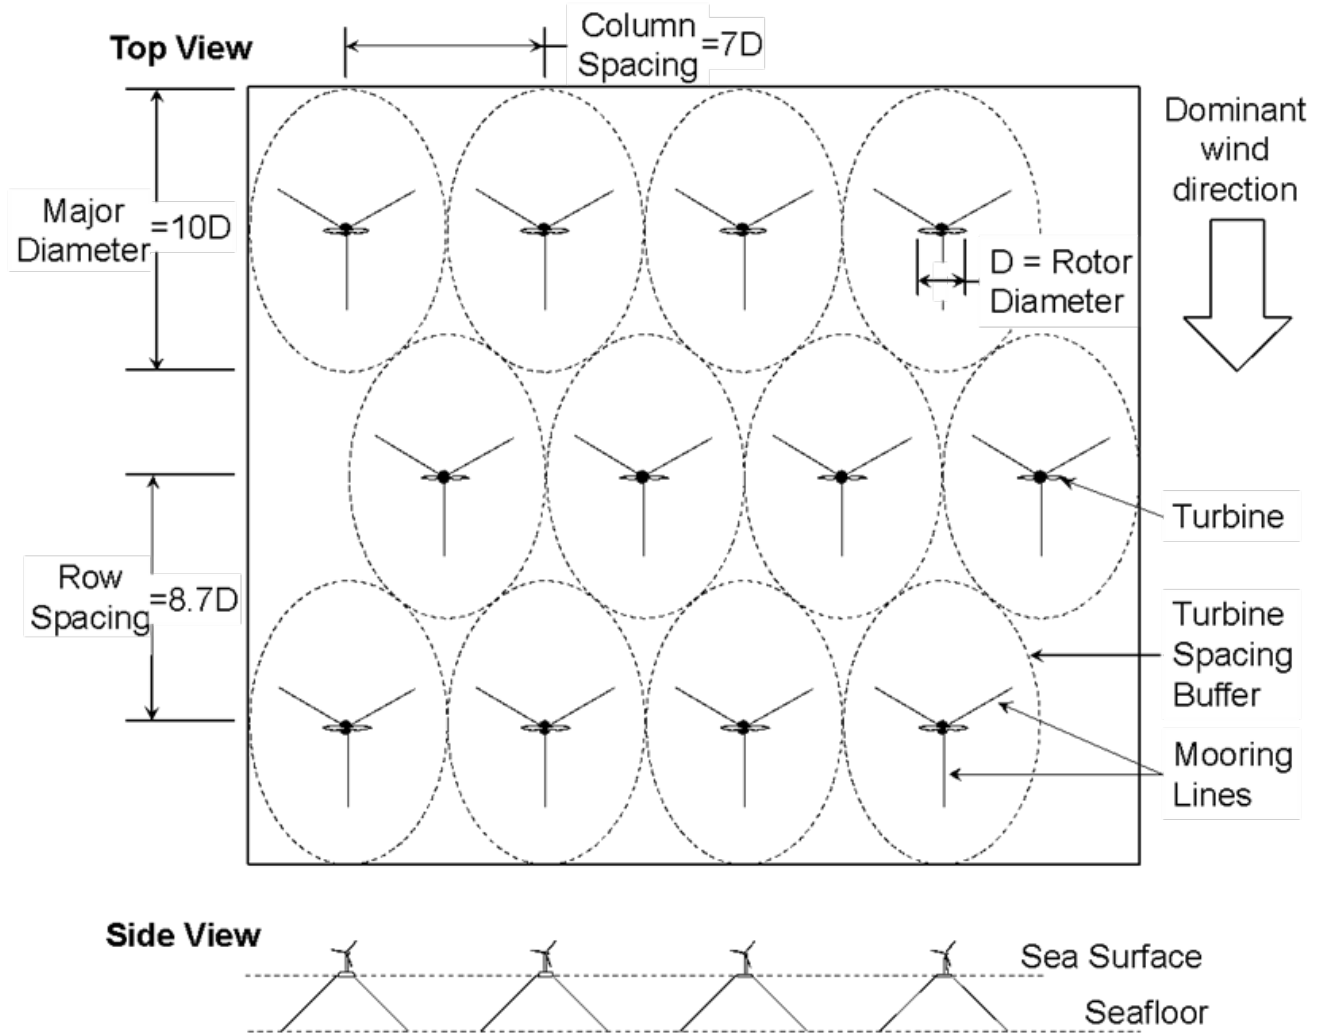 Top View
Column
Spacing
=7D
Dominant
wind
direction
Major
Diameter
=10D
D = Rotor
Diameter
Turbine
Row
Spacing
=8.7D
Turbine
Spacing
Buffer
Mooring
Lines
Side View
Sea Surface
Seafloor